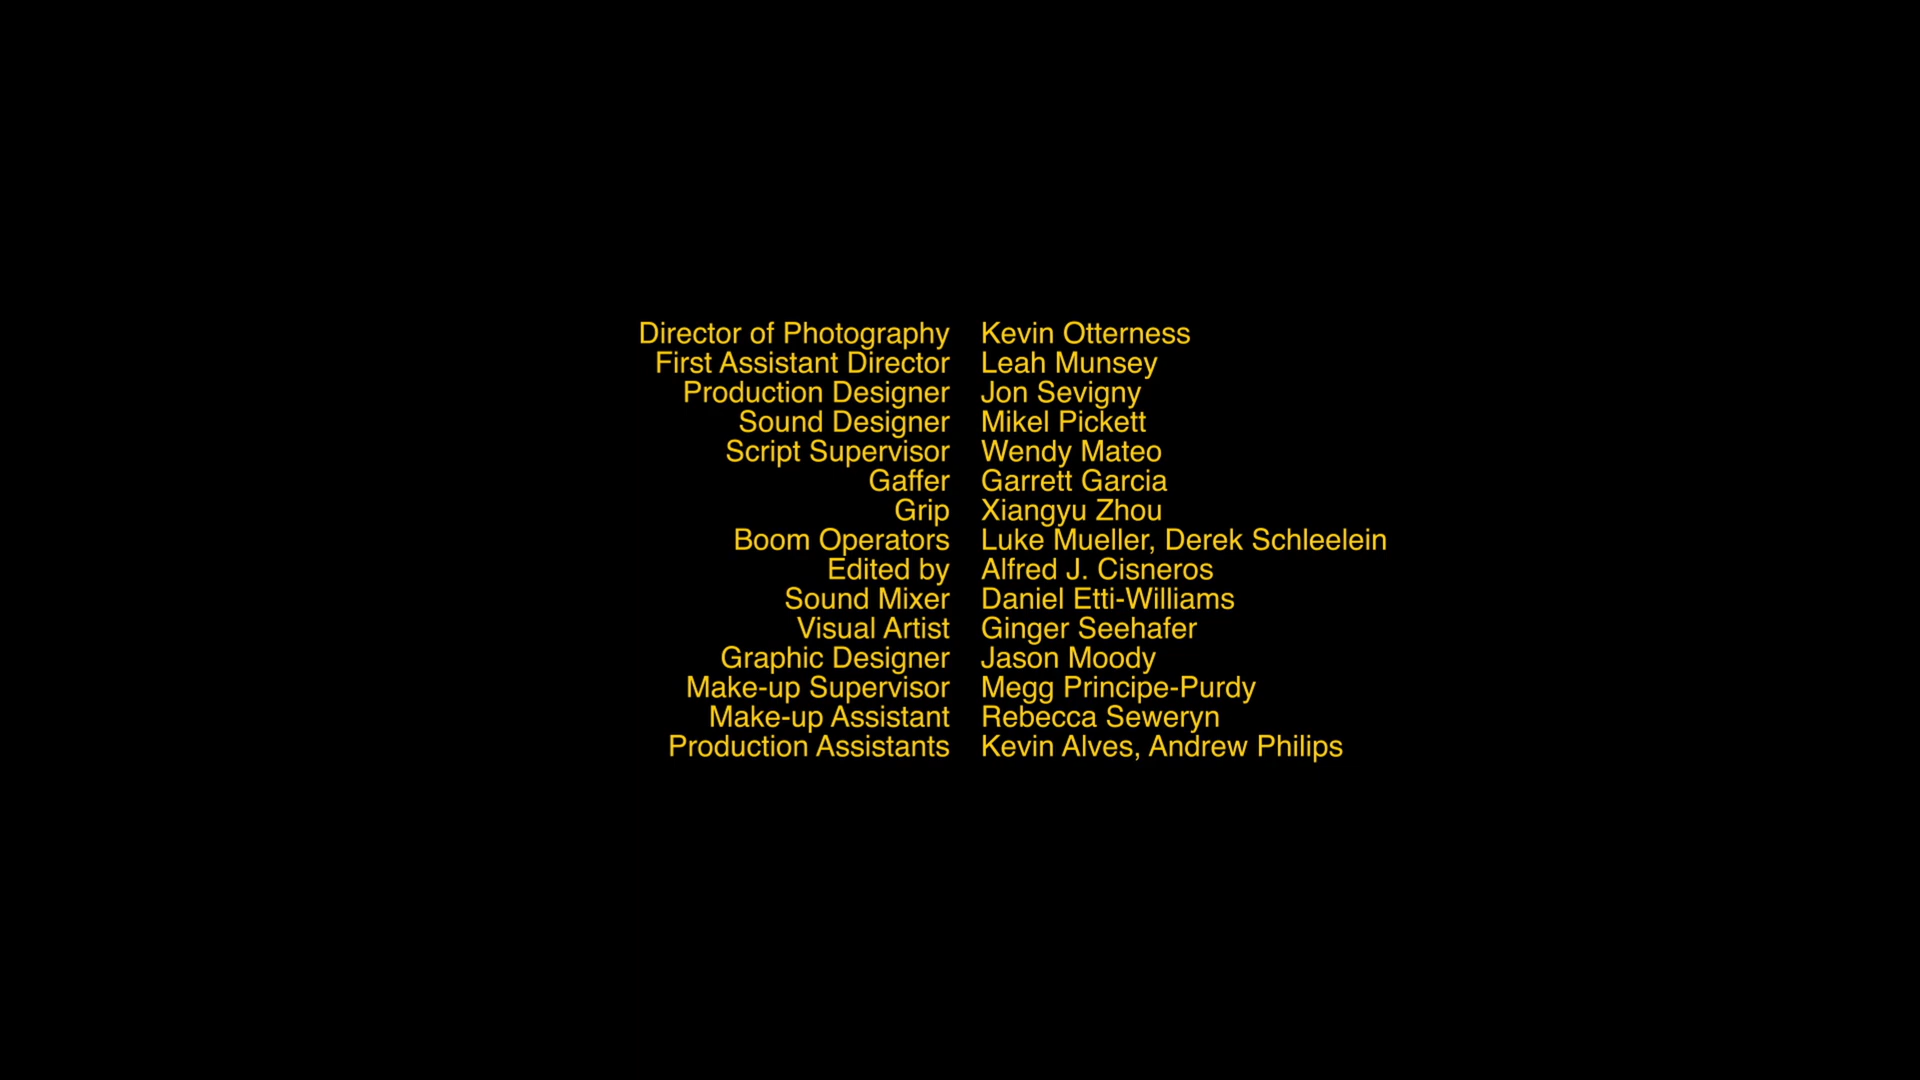 Director of Photography Kevin Otterness
First Assistant Director Leah Munsey
Production Designer Jon Sevigny
Sound Designer Mikel Pickett
Script Supervisor Wendy Mateo
Gaffer Garrett Garcia
Grip Xiangyu Zhou
Boom Operators Luke Mueller, Derek Schleelein
Edited by Alfred J. Cisneros
Sound Mixer Daniel Etti-Williams
Visual Artist Ginger Seehafer
Graphic Designer Jason Moody
Make-up Supervisor Megg Principe-Purdy
Make-up Assistant Rebecca Seweryn
Production Assistants Kevin Alves, Andrew Philips